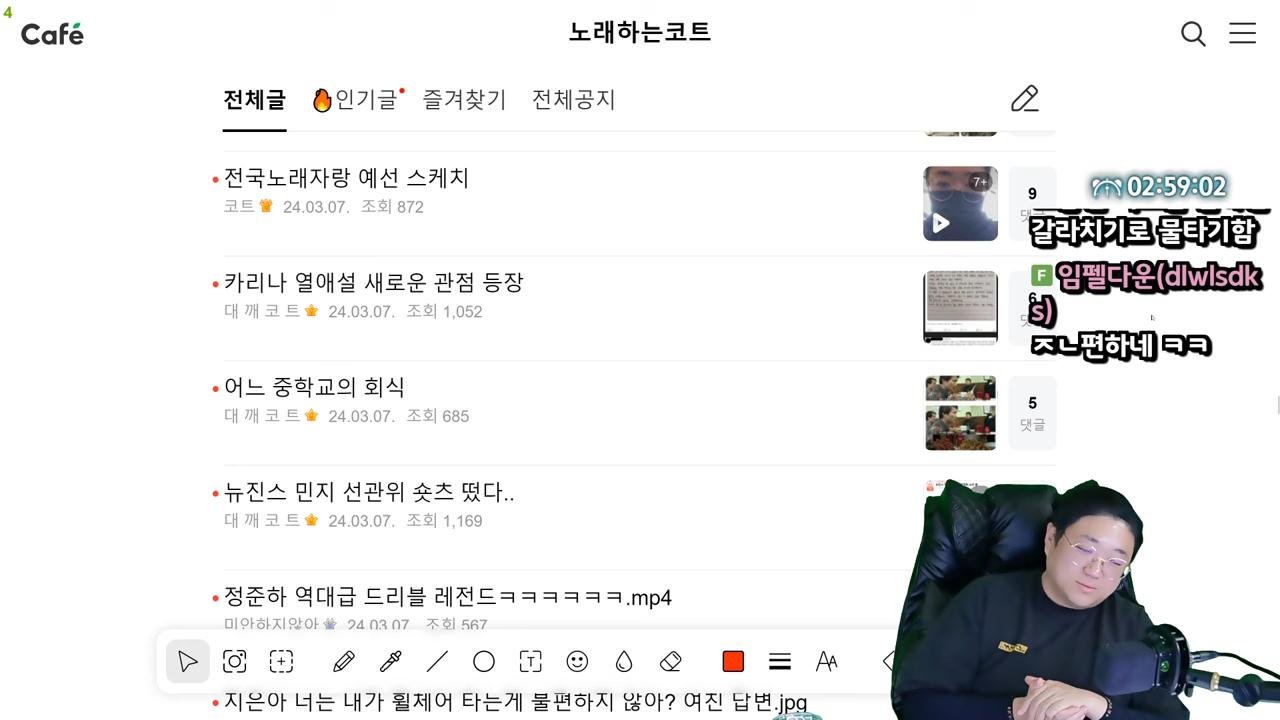 4
Café
노래하는코트
전체글 🔥인기글 즐겨찾기 전체공지
전국노래자랑 예선 스케치
코트 24.03.07. 조회 872
7+
9
카리나 열애설 새로운 관점 등장
대 깨 코 트 24.03.07. 조회 1,052
6
어느 중학교의 회식
대 깨 코 트 24.03.07. 조회 685
5
댓글
뉴진스 민지 선관위 숏츠 떴다..
대 깨 코 트 24.03.07. 조회 1,169
정준하 역대급 드리블 레전드ㅋㅋㅋㅋㅋㅋ.mp4
미안하지않아 24.03.07. 조회 567
지은아 너는 내가 휠체어 타는게 불편하지 않아? 여진 답변.jpg
02:59:02
갈라치기로 물타기함
F 임펠다운(dlwlsdk
s)
ㅈㄴ편하네 ㅋㅋ
T
AA